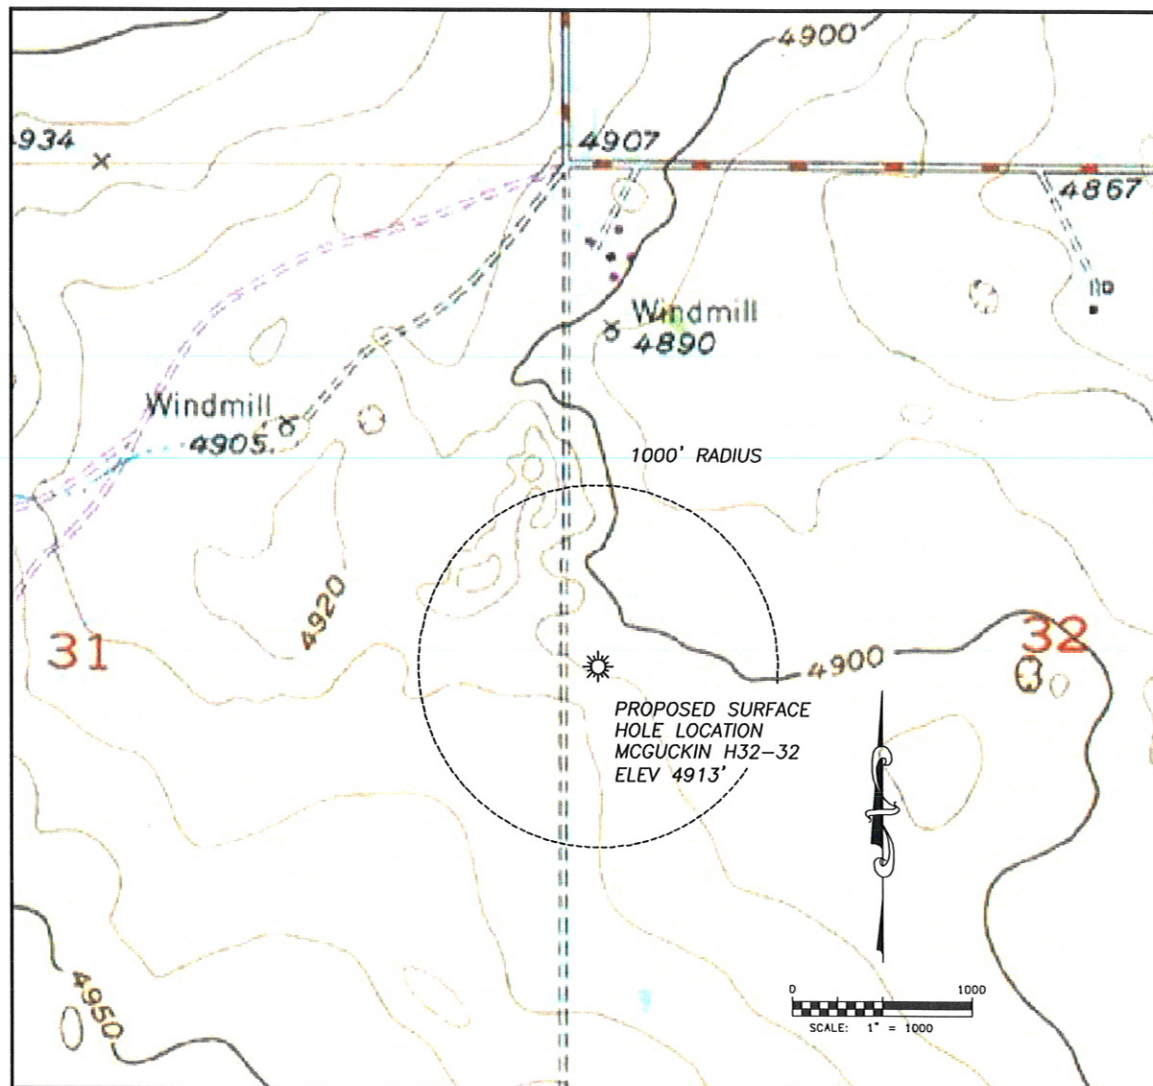 4900
4934
4907
4867
Windmill
4890
Windmill
4905.
1000' RADIUS
4920
31
32
4900
PROPOSED SURFACE
HOLE LOCATION
MCGUCKIN H32-32
ELEV 4913'
4950
0 1000
SCALE: 1" = 1000